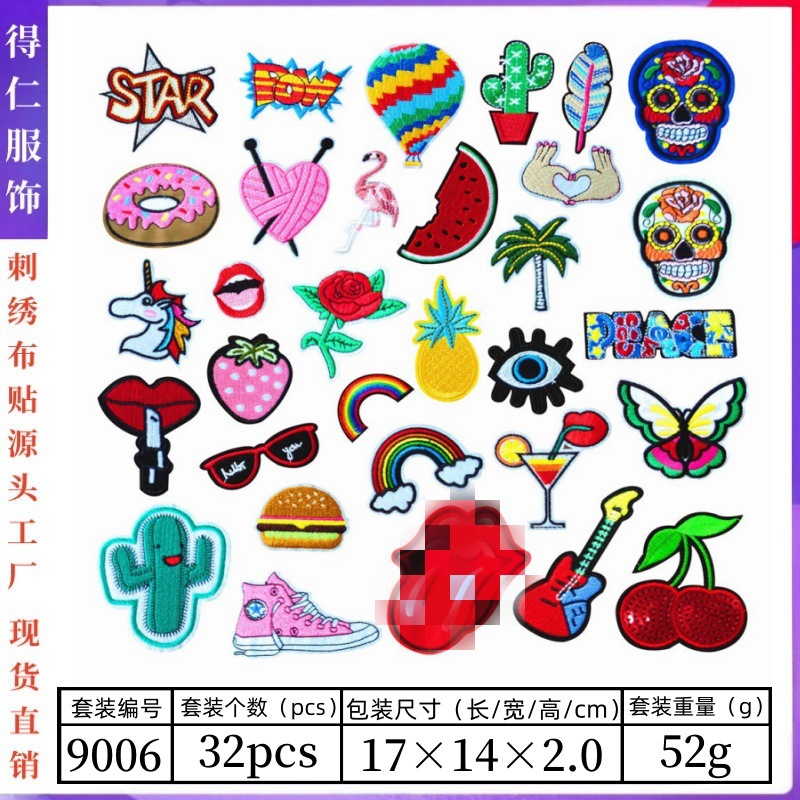 得仁服饰
刺绣布贴源头工厂 现货直销
STAR
POW
PEACE
you
套装编号
套装个数（pcs）
包装尺寸（长/宽/高/cm）
套装重量（g）
9006
32pcs
17×14×2.0
52g